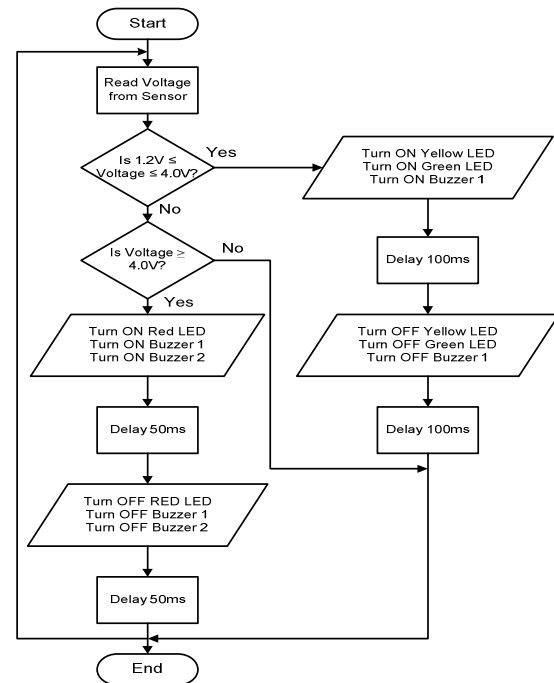 Start
Read Voltage
from Sensor
Is 1.2V ≤
Voltage ≤ 4.0V?
Yes
No
Turn ON Yellow LED
Turn ON Green LED
Turn ON Buzzer 1
Delay 100ms
Turn OFF Yellow LED
Turn OFF Green LED
Turn OFF Buzzer 1
Delay 100ms
Is Voltage ≥
4.0V?
No
Yes
Turn ON Red LED
Turn ON Buzzer 1
Turn ON Buzzer 2
Delay 50ms
Turn OFF RED LED
Turn OFF Buzzer 1
Turn OFF Buzzer 2
Delay 50ms
End